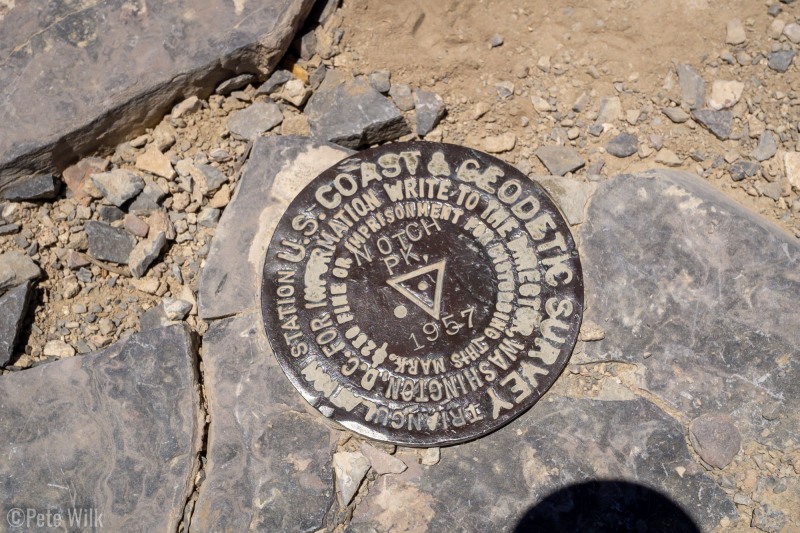 U.S. COAST & GEODETIC SURVEY
TRIANGULATION STATION
FOR INFORMATION WRITE TO THE DIRECTOR, WASHINGTON, D.C.
$250 FINE OR IMPRISONMENT FOR DISTURBING THIS MARK.
NOTCH
PK.
1957
©Pete Wilk